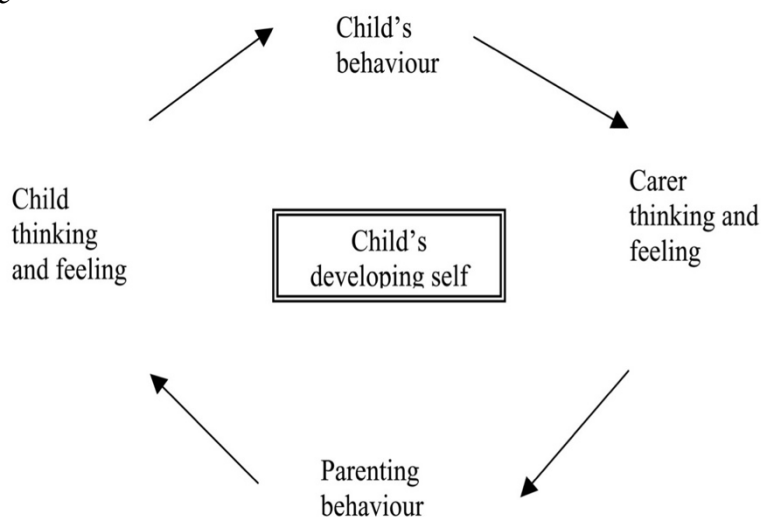 Child’s
behaviour
Carer
thinking and
feeling
Child
thinking
and feeling
Child’s
developing self
Parenting
behaviour